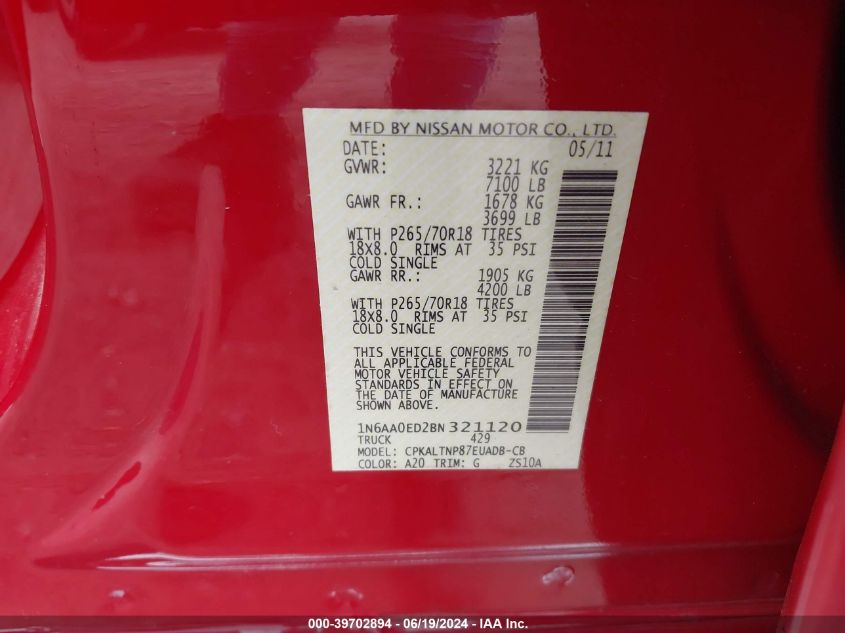 MFD BY NISSAN MOTOR CO., LTD.
DATE: 05/11
GVWR: 3221 KG
7100 LB
GAWR FR.: 1678 KG
3699 LB
WITH P265/70R18 TIRES
18X8.0 RIMS AT 35 PSI
COLD SINGLE
GAWR RR.: 1905 KG
4200 LB
WITH P265/70R18 TIRES
18X8.0 RIMS AT 35 PSI
COLD SINGLE
THIS VEHICLE CONFORMS TO
ALL APPLICABLE FEDERAL
MOTOR VEHICLE SAFETY
STANDARDS IN EFFECT ON
THE DATE OF MANUFACTURE
SHOWN ABOVE.
1N6AA0ED2BN 321120
TRUCK 429
MODEL: CPKALTNP87EUADB-CB
COLOR: A20 TRIM: G ZS10A
000-39702894 - 06/19/2024 - IAA Inc.